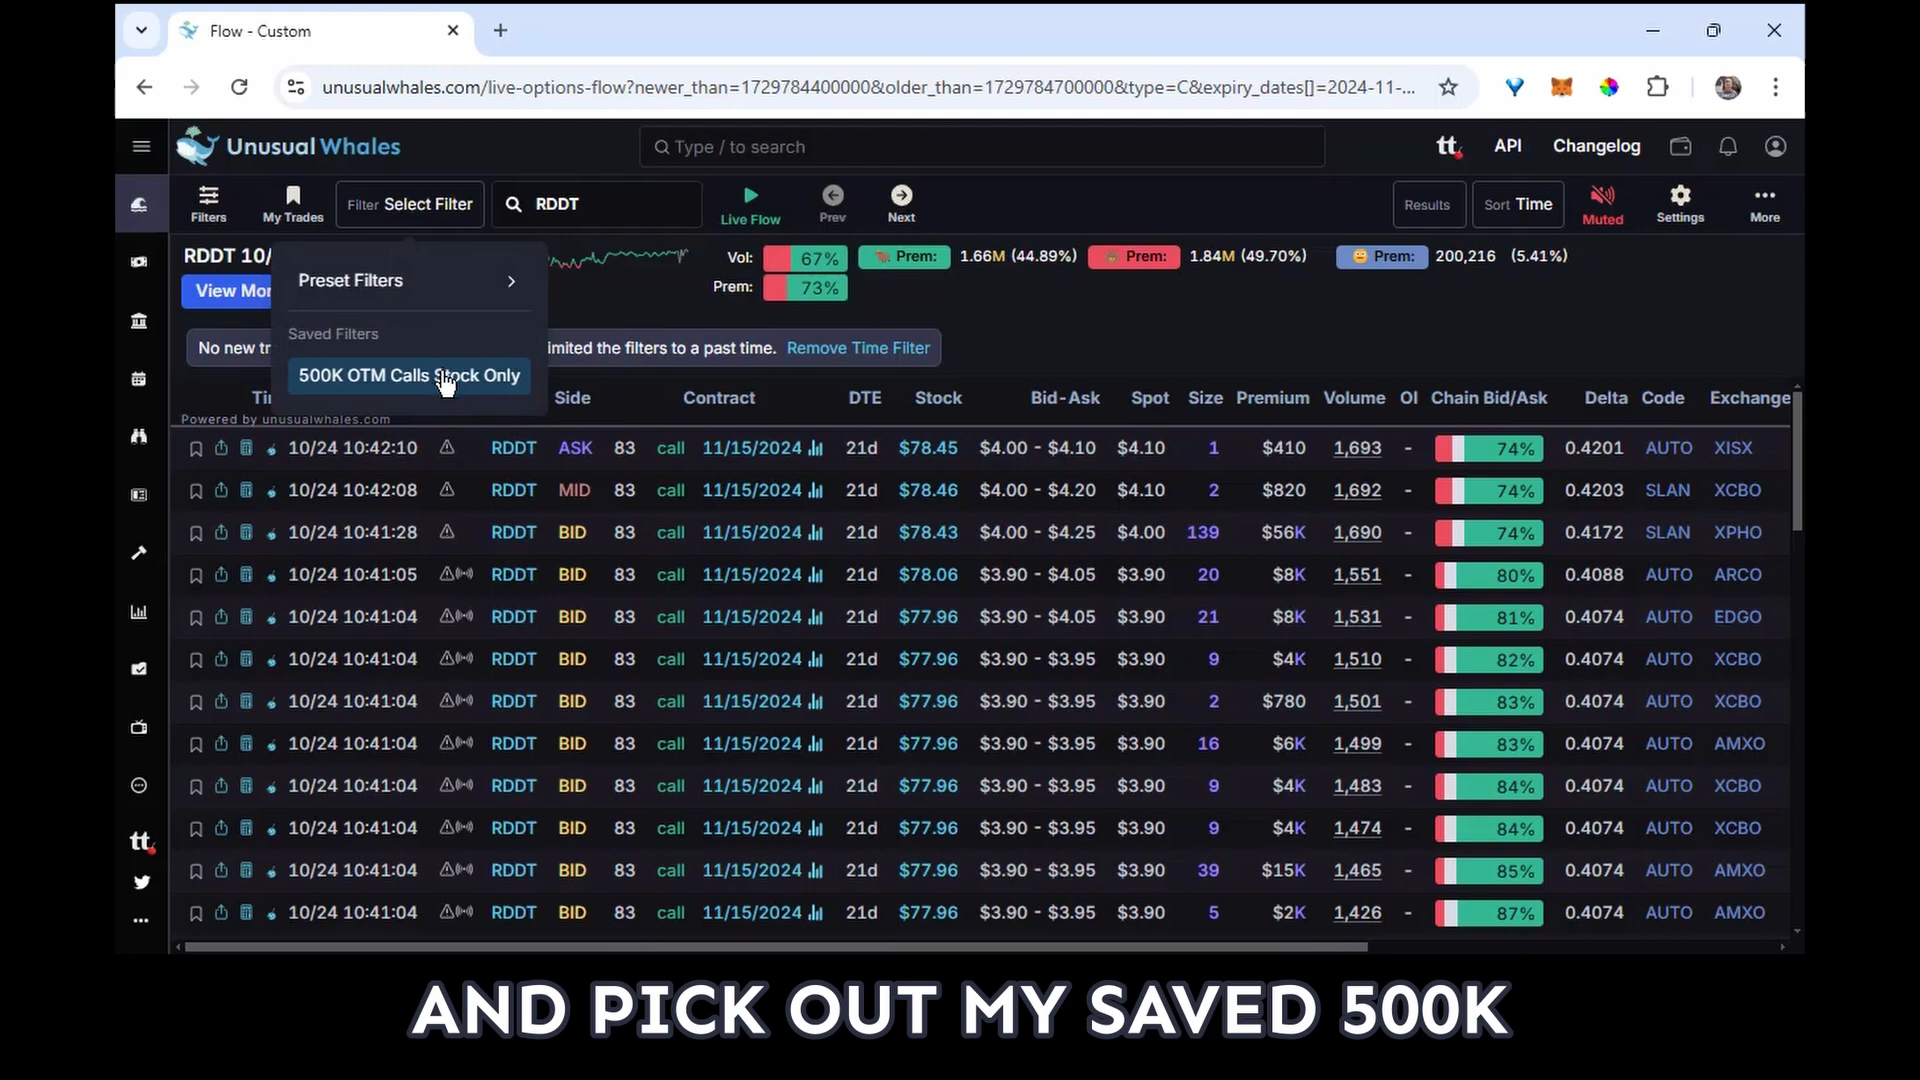 Flow - Custom
unusualwhales.com/live-options-flow?newer_than=1729784400000&older_than=1729784700000&type=C&expiry_dates[]=2024-11-...
Unusual Whales
Type / to search
tt API Changelog
Filters My Trades Filter Select Filter RDDT Live Flow Prev Next Results Sort Time Muted Settings More
RDDT 10/ Vol: 67% Prem: 1.66M (44.89%) Prem: 1.84M (49.70%) Prem: 200,216 (5.41%)
Preset Filters
View Mor Prem: 73%
Saved Filters
No new tr imited the filters to a past time. Remove Time Filter
500K OTM Calls Stock Only
Side Contract DTE Stock Bid-Ask Spot Size Premium Volume OI Chain Bid/Ask Delta Code Exchange
Powered by unusualwhales.com
10/24 10:42:10 RDDT ASK 83 call 11/15/2024 21d $78.45 $4.00 - $4.10 $4.10 1 $410 1,693 - 74% 0.4201 AUTO XISX
10/24 10:42:08 RDDT MID 83 call 11/15/2024 21d $78.46 $4.00 - $4.20 $4.10 2 $820 1,692 - 74% 0.4203 SLAN XCBO
10/24 10:41:28 RDDT BID 83 call 11/15/2024 21d $78.43 $4.00 - $4.25 $4.00 139 $56K 1,690 - 74% 0.4172 SLAN XPHO
10/24 10:41:05 RDDT BID 83 call 11/15/2024 21d $78.06 $3.90 - $4.05 $3.90 20 $8K 1,551 - 80% 0.4088 AUTO ARCO
10/24 10:41:04 RDDT BID 83 call 11/15/2024 21d $77.96 $3.90 - $4.05 $3.90 21 $8K 1,531 - 81% 0.4074 AUTO EDGO
10/24 10:41:04 RDDT BID 83 call 11/15/2024 21d $77.96 $3.90 - $3.95 $3.90 9 $4K 1,510 - 82% 0.4074 AUTO XCBO
10/24 10:41:04 RDDT BID 83 call 11/15/2024 21d $77.96 $3.90 - $3.95 $3.90 2 $780 1,501 - 83% 0.4074 AUTO XCBO
10/24 10:41:04 RDDT BID 83 call 11/15/2024 21d $77.96 $3.90 - $3.95 $3.90 16 $6K 1,499 - 83% 0.4074 AUTO AMXO
10/24 10:41:04 RDDT BID 83 call 11/15/2024 21d $77.96 $3.90 - $3.95 $3.90 9 $4K 1,483 - 84% 0.4074 AUTO XCBO
10/24 10:41:04 RDDT BID 83 call 11/15/2024 21d $77.96 $3.90 - $3.95 $3.90 9 $4K 1,474 - 84% 0.4074 AUTO XCBO
10/24 10:41:04 RDDT BID 83 call 11/15/2024 21d $77.96 $3.90 - $3.95 $3.90 39 $15K 1,465 - 85% 0.4074 AUTO AMXO
10/24 10:41:04 RDDT BID 83 call 11/15/2024 21d $77.96 $3.90 - $3.95 $3.90 5 $2K 1,426 - 87% 0.4074 AUTO AMXO
tt
AND PICK OUT MY SAVED 500K